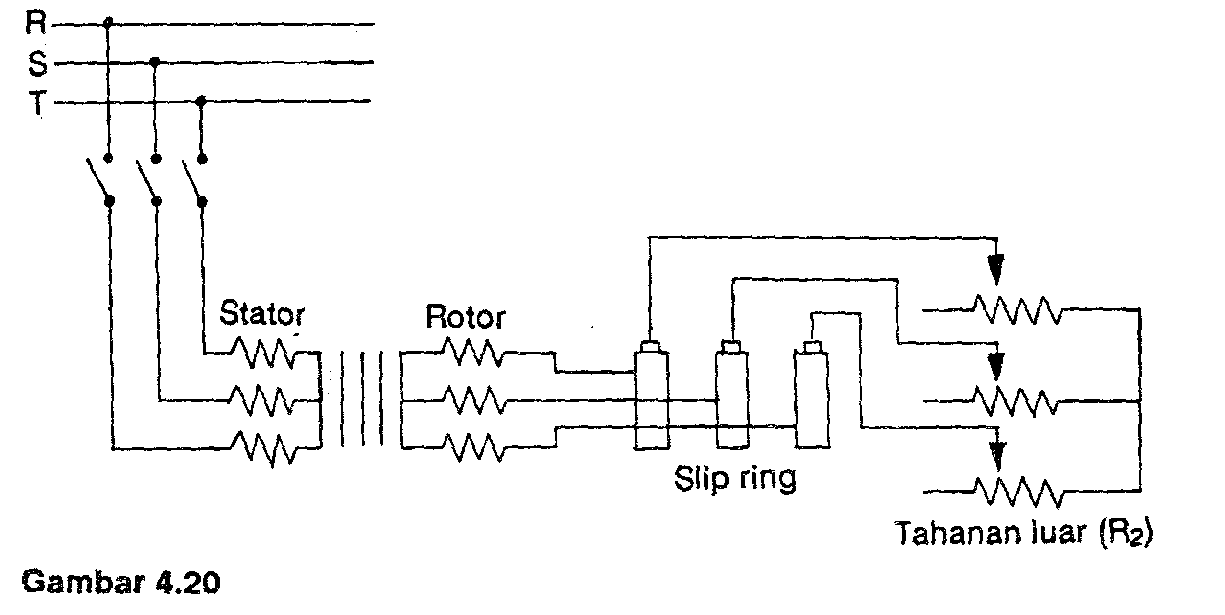 R
S
T
Stator
Rotor
Slip ring
Tahanan luar (R₂)
Gambar 4.20